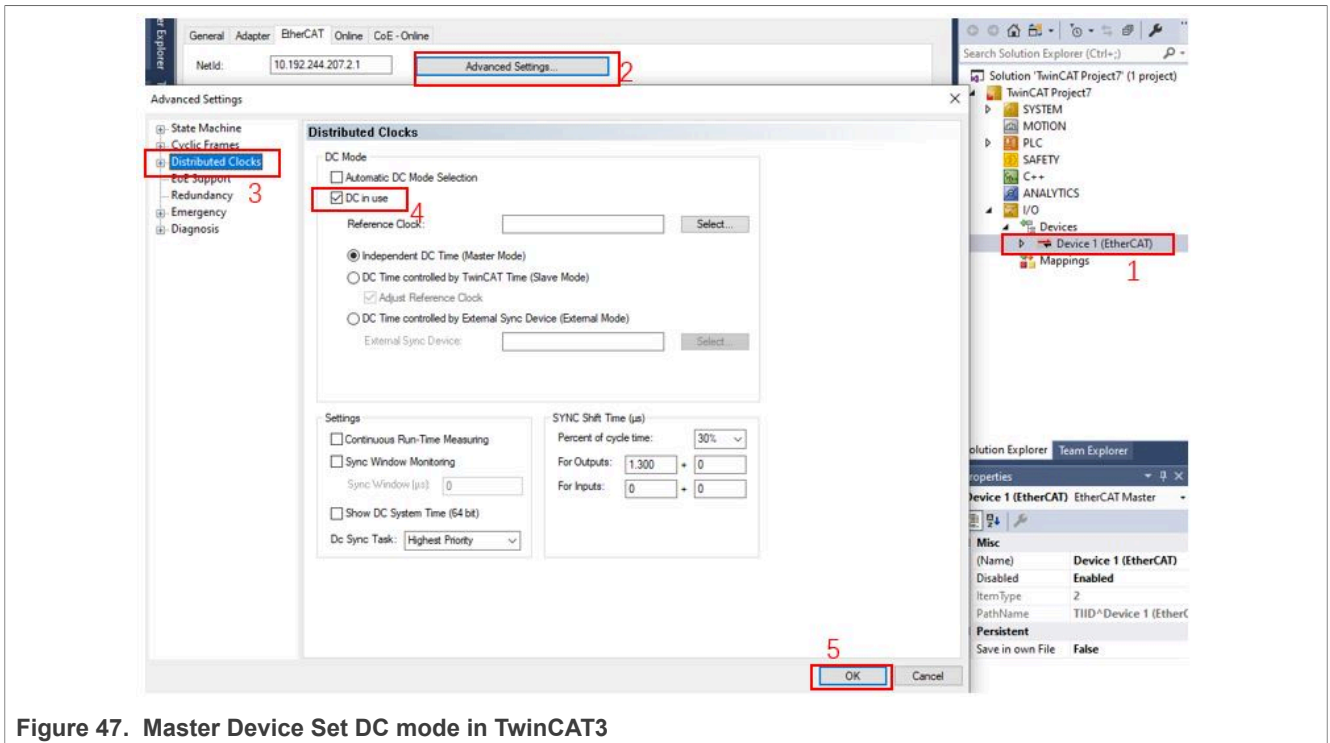 er Explorer
General Adapter EtherCAT Online CoE - Online
NetId: 10.192.244.207.2.1 Advanced Settings... 2
Advanced Settings
State Machine
Cyclic Frames
Distributed Clocks
EoE Support
Redundancy
Emergency
Diagnosis
3
Distributed Clocks
DC Mode
Automatic DC Mode Selection
DC in use
4
Reference Clock: Select...
Independent DC Time (Master Mode)
DC Time controlled by TwinCAT Time (Slave Mode)
Adjust Reference Clock
DC Time controlled by External Sync Device (External Mode)
External Sync Device: Select...
Settings
Continuous Run-Time Measuring
Sync Window Monitoring
Sync Window (µs): 0
Show DC System Time (64 bit)
Dc Sync Task: Highest Priority
SYNC Shift Time (µs)
Percent of cycle time: 30%
For Outputs: 1.300 + 0
For Inputs: 0 + 0
5
OK Cancel
Search Solution Explorer (Ctrl+;)
Solution 'TwinCAT Project7' (1 project)
TwinCAT Project7
SYSTEM
MOTION
PLC
SAFETY
C++
ANALYTICS
I/O
Devices
Device 1 (EtherCAT)
Mappings
1
olution Explorer Team Explorer
roperties
Device 1 (EtherCAT) EtherCAT Master
Misc
(Name) Device 1 (EtherCAT)
Disabled Enabled
ItemType 2
PathName TIID^Device 1 (EtherC
Persistent
Save in own File False
Figure 47. Master Device Set DC mode in TwinCAT3